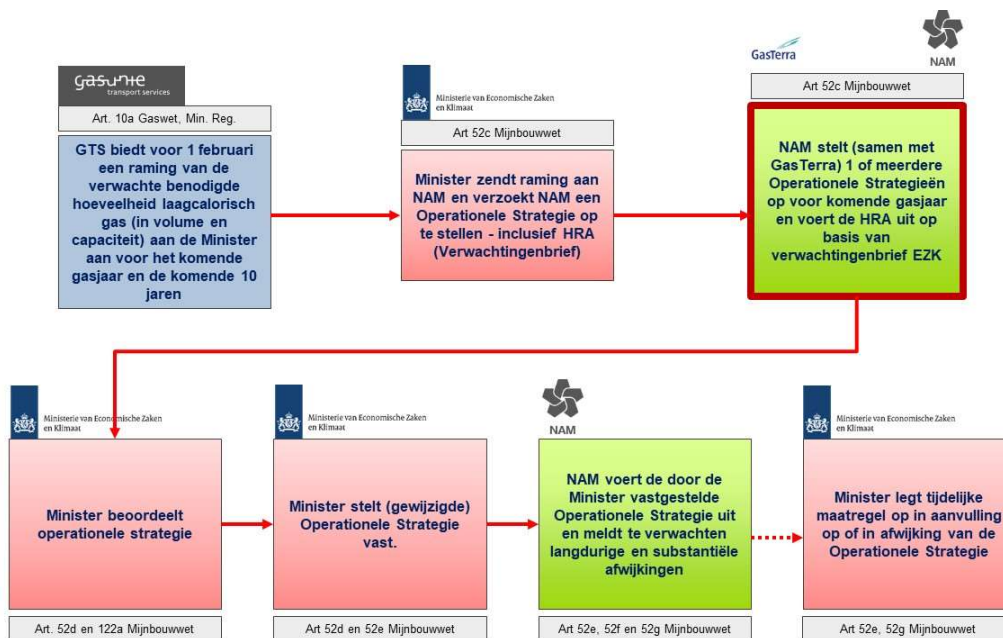 gasunie
transport services
Art. 10a Gaswet, Min. Reg.
GTS biedt voor 1 februari
een raming van de
verwachte benodigde
hoeveelheid laagcalorisch
gas (in volume en
capaciteit) aan de Minister
aan voor het komende
gasjaar en de komende 10
jaren
Ministerie van Economische Zaken
en Klimaat
Art 52c Mijnbouwwet
Minister zendt raming aan
NAM en verzoekt NAM een
Operationele Strategie op
te stellen - inclusief HRA
(Verwachtingenbrief)
GasTerra
NAM
Art 52c Mijnbouwwet
NAM stelt (samen met
GasTerra) 1 of meerdere
Operationele Strategieën
op voor komende gasjaar
en voert de HRA uit op
basis van
verwachtingenbrief EZK
Ministerie van Economische Zaken
en Klimaat
Minister beoordeelt
operationele strategie
Art. 52d en 122a Mijnbouwwet
Ministerie van Economische Zaken
en Klimaat
Minister stelt (gewijzigde)
Operationele Strategie
vast.
Art 52d en 52e Mijnbouwwet
NAM
NAM voert de door de
Minister vastgestelde
Operationele Strategie uit
en meldt te verwachten
langdurige en substantiële
afwijkingen
Art 52e, 52f en 52g Mijnbouwwet
Ministerie van Economische Zaken
en Klimaat
Minister legt tijdelijke
maatregel op in aanvulling
op of in afwijking van de
Operationele Strategie
Art 52e, 52g Mijnbouwwet